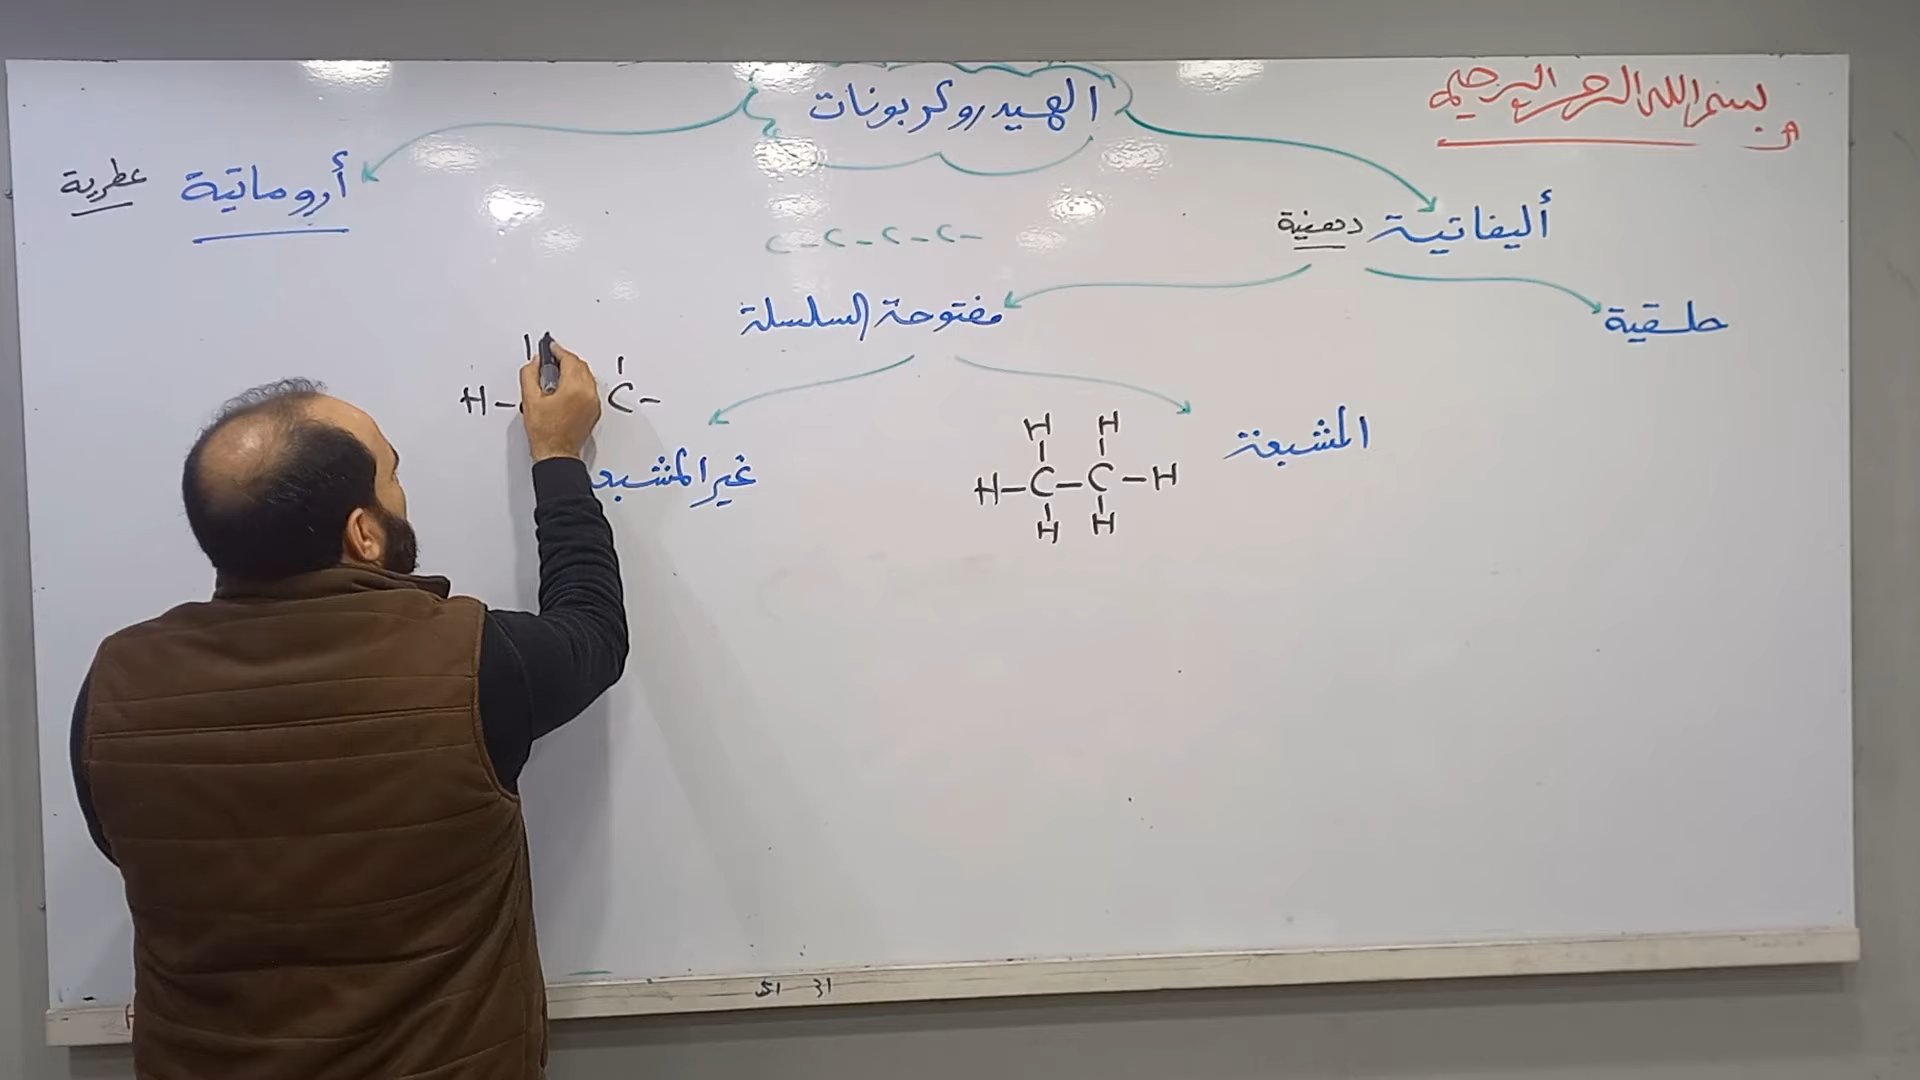 بسم الله الرحمن الرحيم
الهيدروكربونات
أليفاتية دهنية
أروماتية عطرية
C-C-C-C-
حلقية
مفتوحة السلسلة
المشبعة
H H
H-C-C-H
H H
غير المشبعة
H-
C-